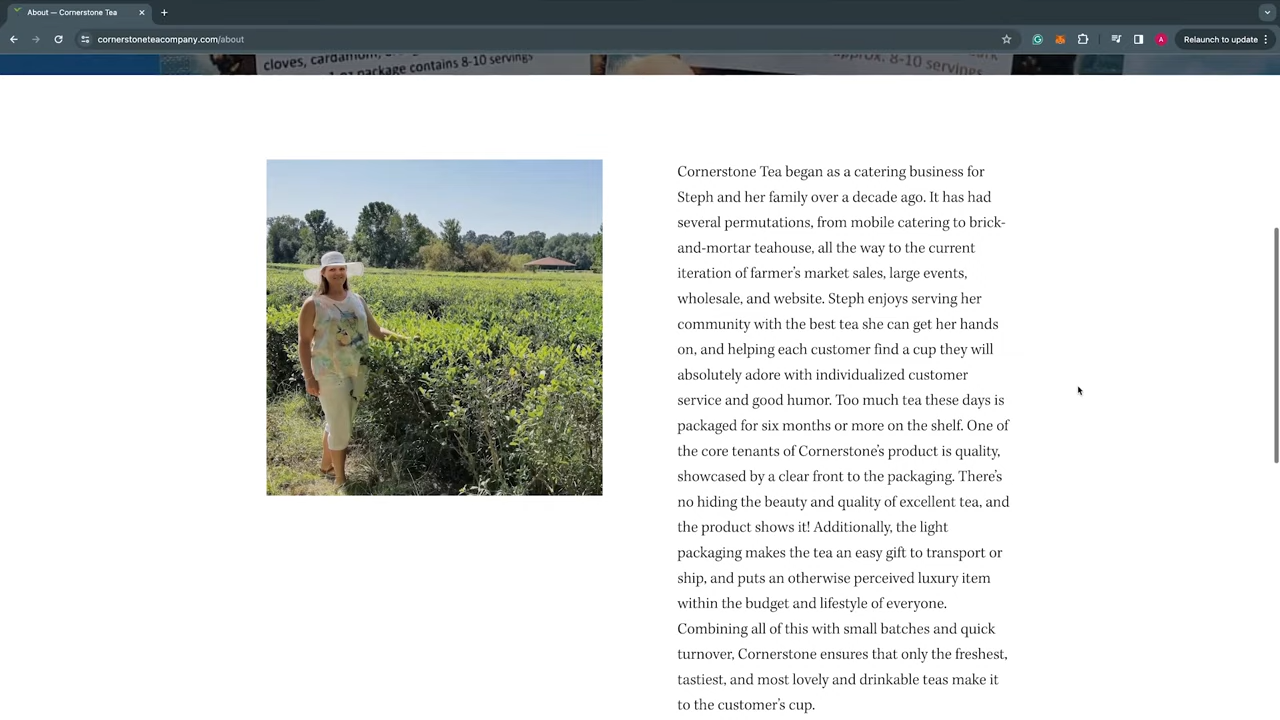 About — Cornerstone Tea
cornerstoneteacompany.com/about
Relaunch to update
cloves, cardamom,
package contains 8-10 servings
approx, 8-10 servings
Cornerstone Tea began as a catering business for
Steph and her family over a decade ago. It has had
several permutations, from mobile catering to brick-
and-mortar teahouse, all the way to the current
iteration of farmer's market sales, large events,
wholesale, and website. Steph enjoys serving her
community with the best tea she can get her hands
on, and helping each customer find a cup they will
absolutely adore with individualized customer
service and good humor. Too much tea these days is
packaged for six months or more on the shelf. One of
the core tenants of Cornerstone's product is quality,
showcased by a clear front to the packaging. There's
no hiding the beauty and quality of excellent tea, and
the product shows it! Additionally, the light
packaging makes the tea an easy gift to transport or
ship, and puts an otherwise perceived luxury item
within the budget and lifestyle of everyone.
Combining all of this with small batches and quick
turnover, Cornerstone ensures that only the freshest,
tastiest, and most lovely and drinkable teas make it
to the customer's cup.